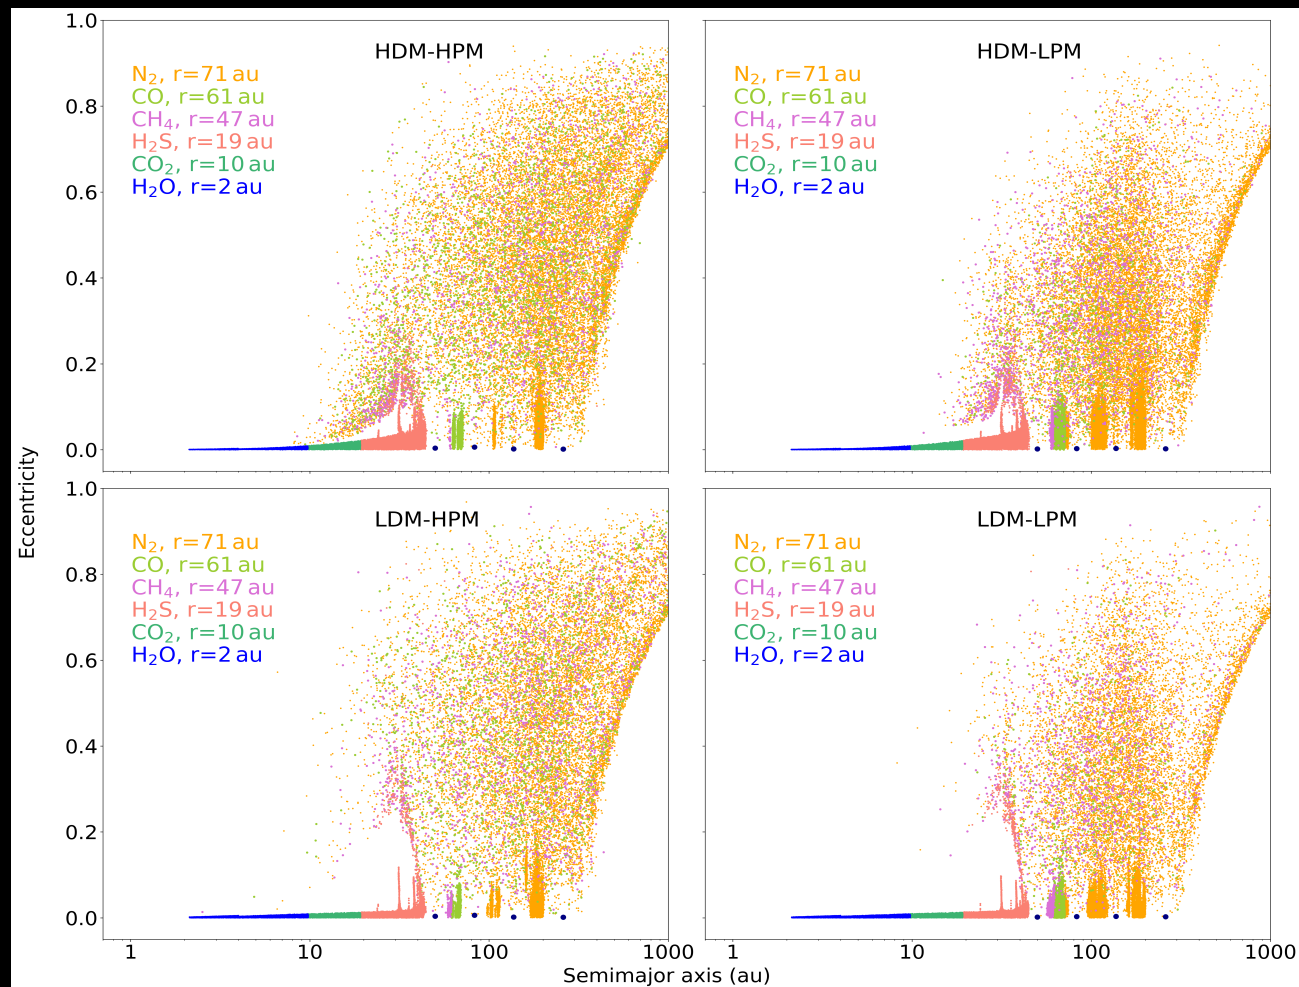 HDM-HPM
N₂, r=71 au
CO, r=61 au
CH₄, r=47 au
H₂S, r=19 au
CO₂, r=10 au
H₂O, r=2 au
1.0
0.8
0.6
0.4
0.2
0.0
HDM-LPM
N₂, r=71 au
CO, r=61 au
CH₄, r=47 au
H₂S, r=19 au
CO₂, r=10 au
H₂O, r=2 au
Eccentricity
LDM-HPM
N₂, r=71 au
CO, r=61 au
CH₄, r=47 au
H₂S, r=19 au
CO₂, r=10 au
H₂O, r=2 au
1.0
0.8
0.6
0.4
0.2
0.0
1 10 100 1000
LDM-LPM
N₂, r=71 au
CO, r=61 au
CH₄, r=47 au
H₂S, r=19 au
CO₂, r=10 au
H₂O, r=2 au
1 10 100 1000
Semimajor axis (au)